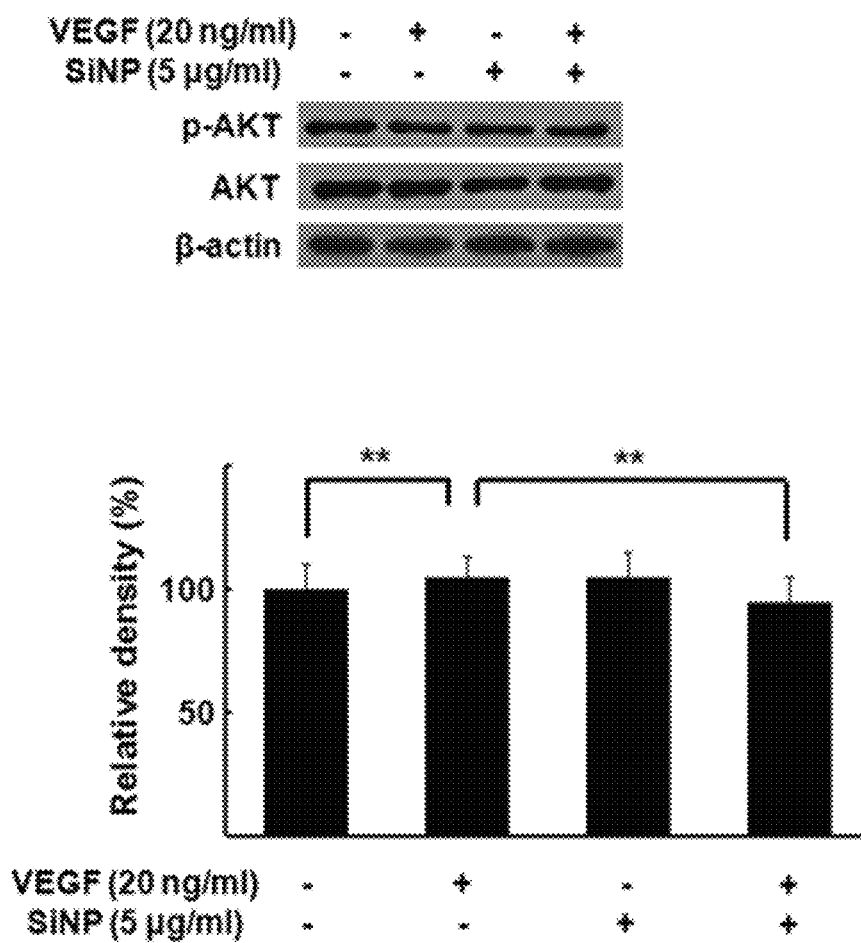 VEGF (20 ng/ml) - + - +
SiNP (5 µg/ml) - - + +
p-AKT
AKT
β-actin
** **
Relative density (%)
100
50
VEGF (20 ng/ml) - + - +
SiNP (5 µg/ml) - - + +